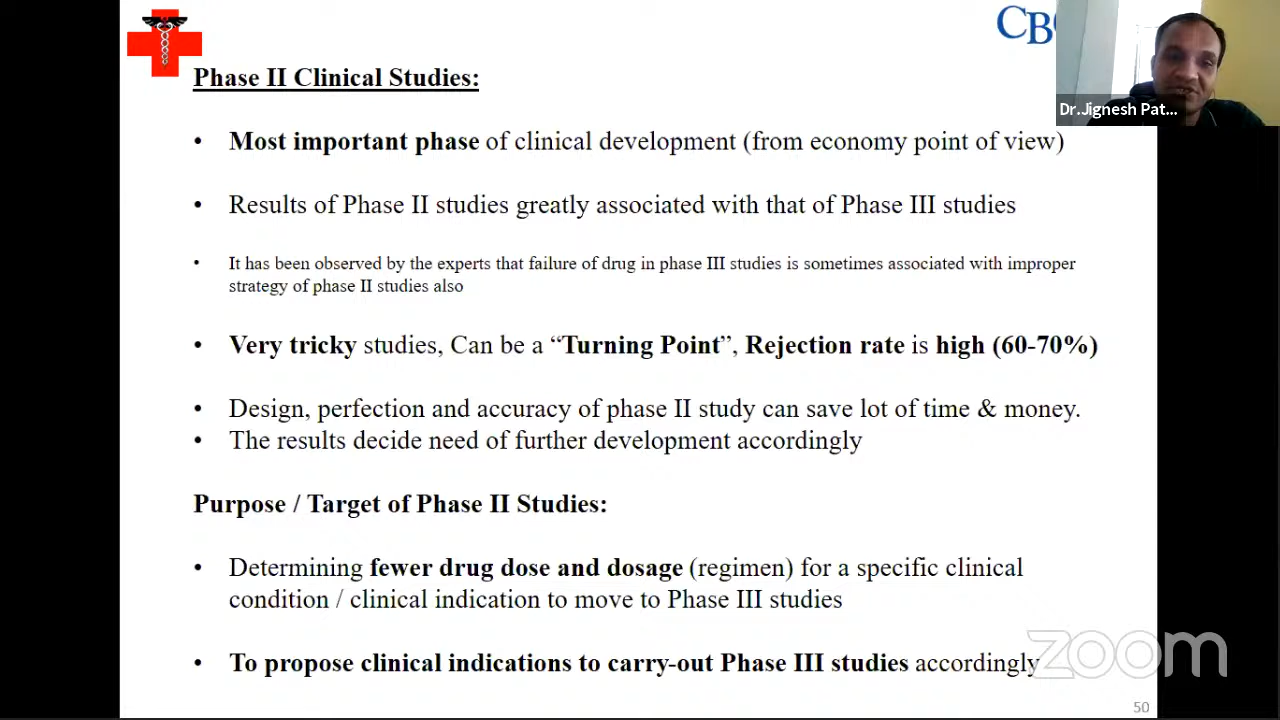 CB
Dr.Jignesh Pat...
Phase II Clinical Studies:
• Most important phase of clinical development (from economy point of view)
• Results of Phase II studies greatly associated with that of Phase III studies
• It has been observed by the experts that failure of drug in phase III studies is sometimes associated with improper
strategy of phase II studies also
• Very tricky studies, Can be a “Turning Point”, Rejection rate is high (60-70%)
• Design, perfection and accuracy of phase II study can save lot of time & money.
• The results decide need of further development accordingly
Purpose / Target of Phase II Studies:
• Determining fewer drug dose and dosage (regimen) for a specific clinical
condition / clinical indication to move to Phase III studies
• To propose clinical indications to carry-out Phase III studies accordingly
zoom
50